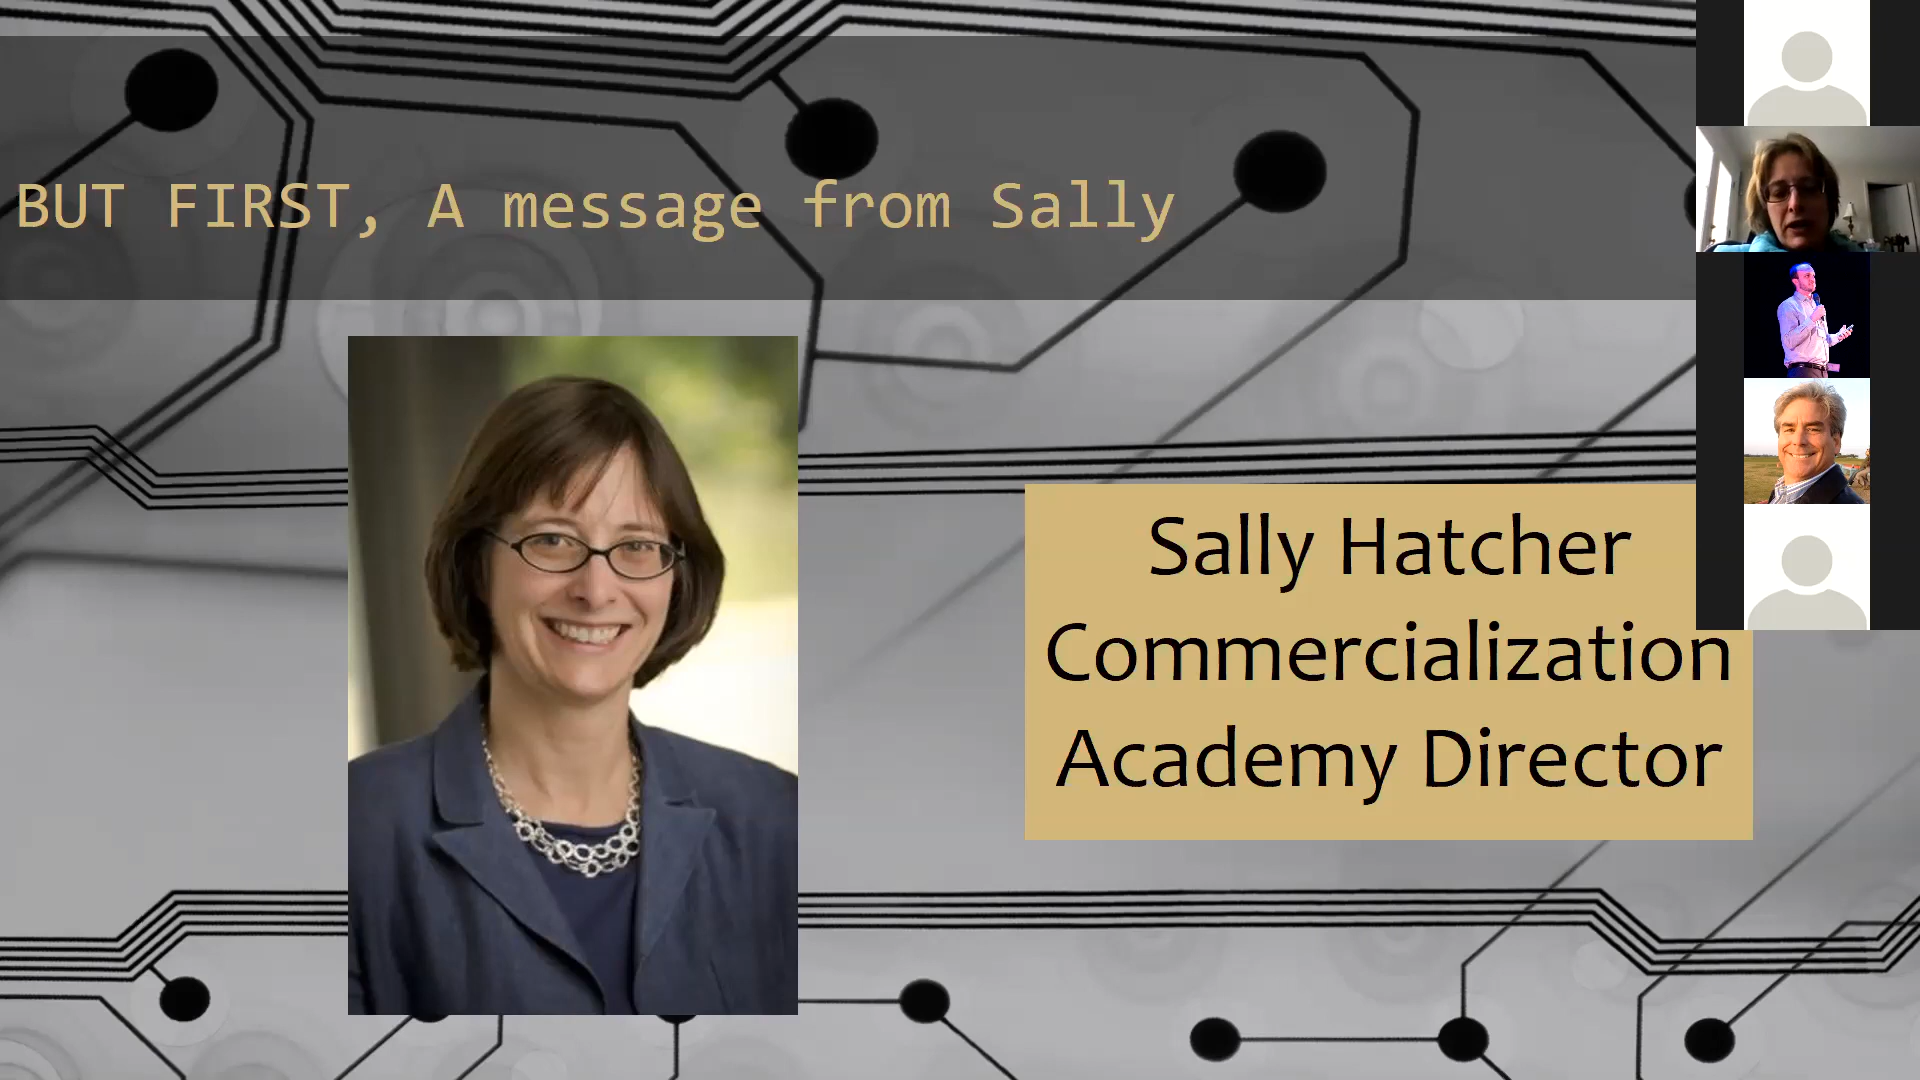 BUT FIRST, A message from Sally
Sally Hatcher
Commercialization
Academy Director